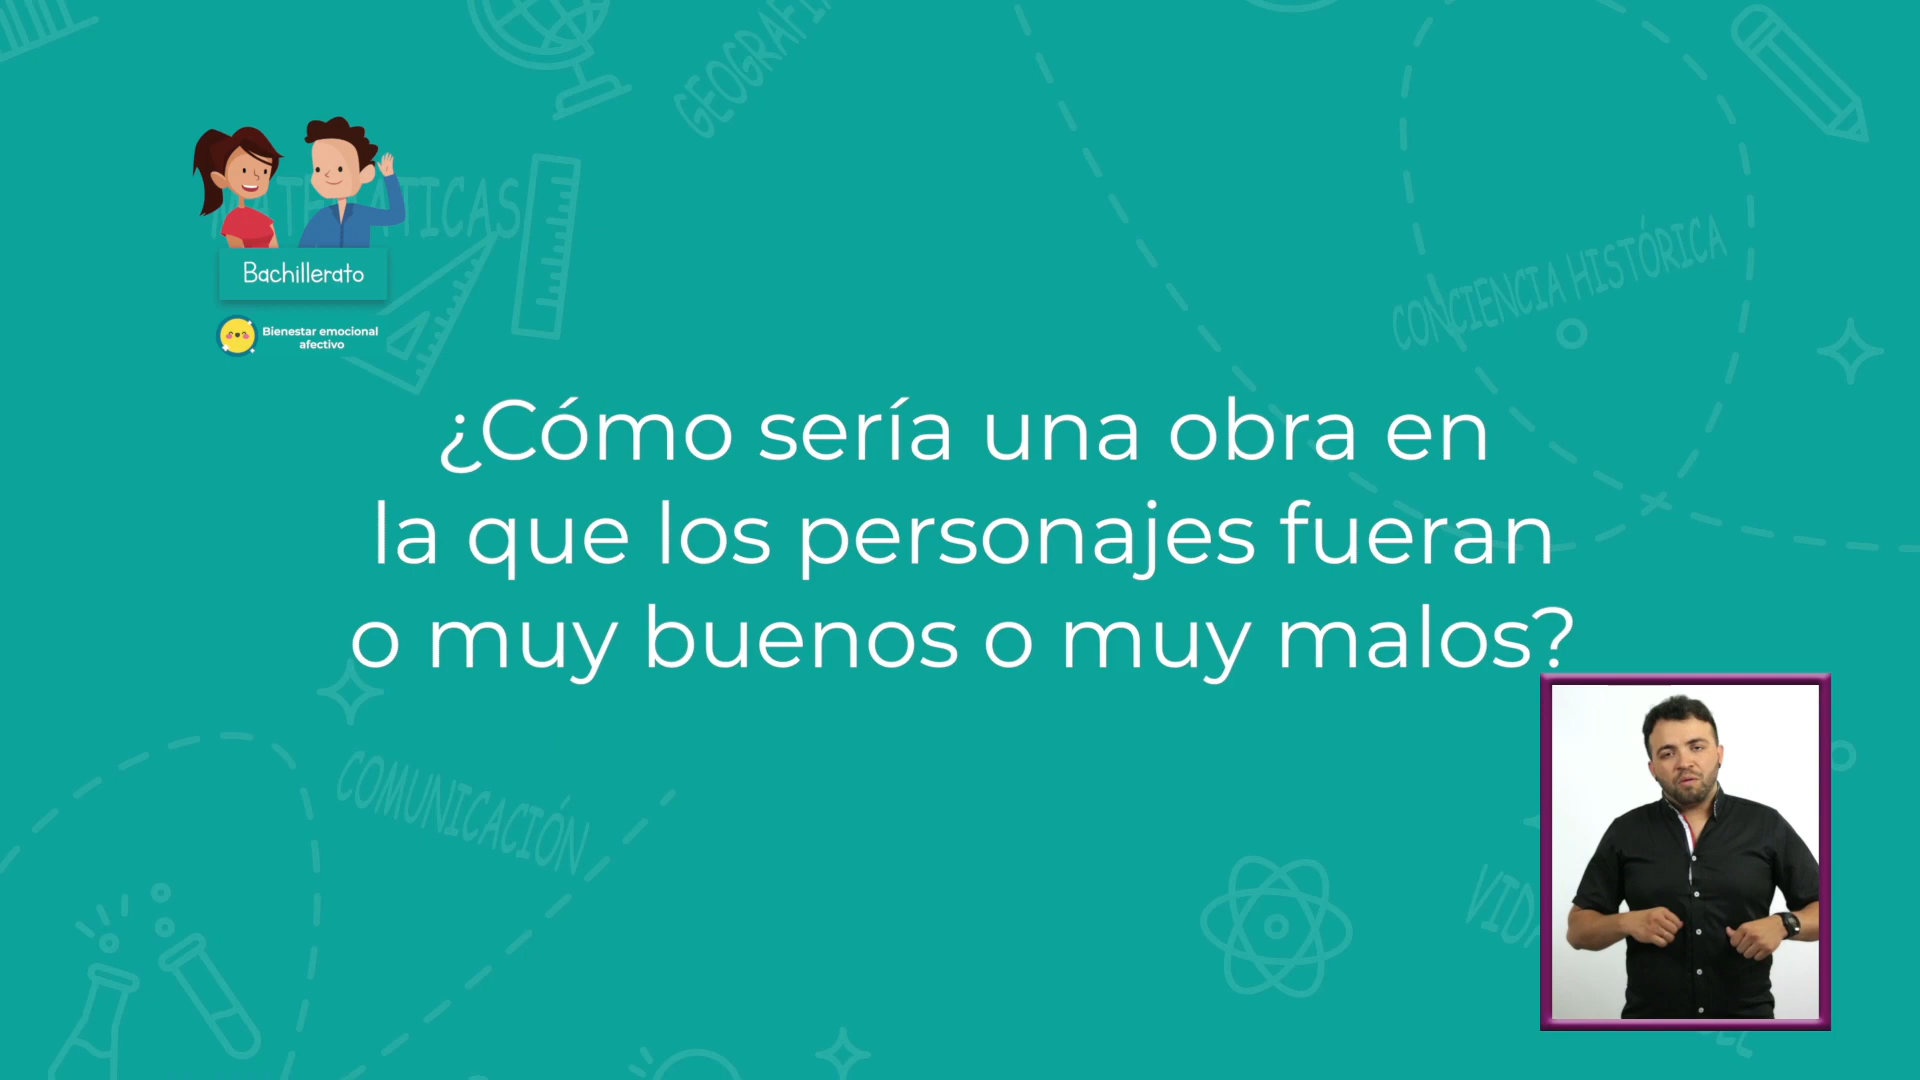 GEOGRAFÍA
MATEMÁTICAS
Bachillerato
Bienestar emocional
afectivo
CONCIENCIA HISTÓRICA
¿Cómo sería una obra en
la que los personajes fueran
o muy buenos o muy malos?
COMUNICACIÓN